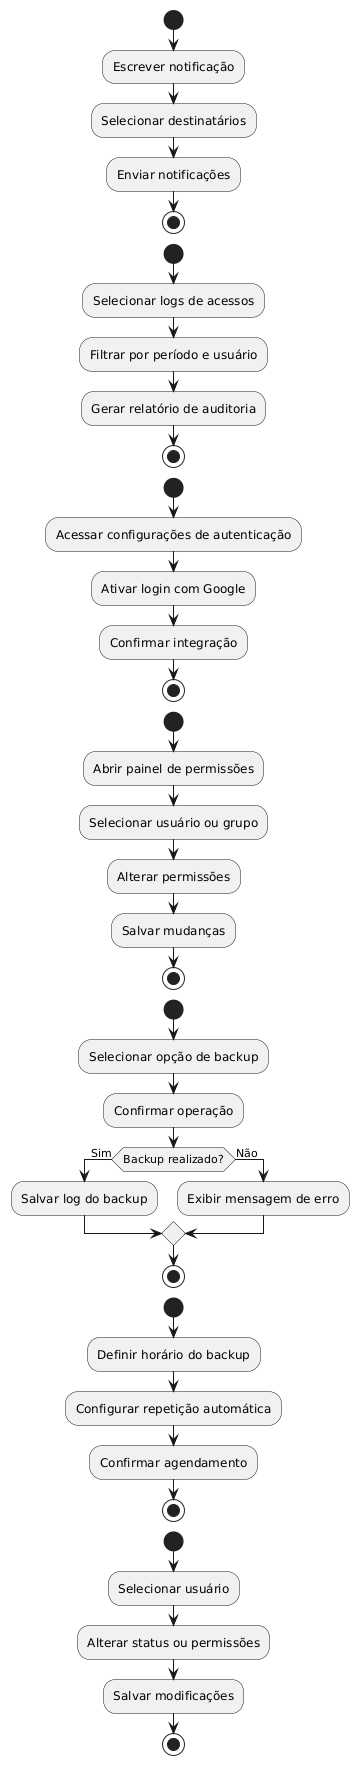 Escrever notificação
Selecionar destinatários
Enviar notificações
Selecionar logs de acessos
Filtrar por período e usuário
Gerar relatório de auditoria
Acessar configurações de autenticação
Ativar login com Google
Confirmar integração
Abrir painel de permissões
Selecionar usuário ou grupo
Alterar permissões
Salvar mudanças
Selecionar opção de backup
Confirmar operação
Sim
Backup realizado?
Não
Salvar log do backup
Exibir mensagem de erro
Definir horário do backup
Configurar repetição automática
Confirmar agendamento
Selecionar usuário
Alterar status ou permissões
Salvar modificações